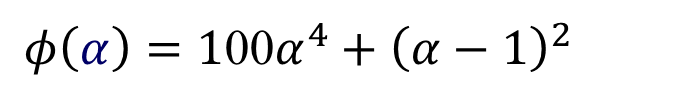 𝜙(𝛼) = 100𝛼⁴ + (𝛼 − 1)²